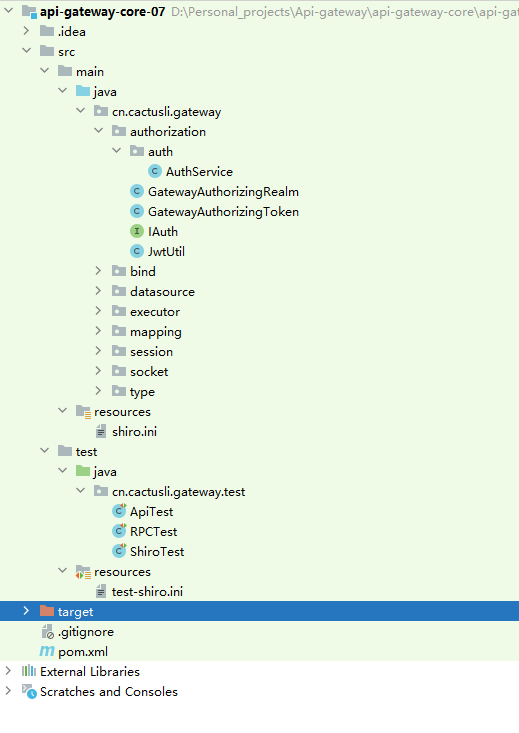 api-gateway-core-07 D:\Personal_projects\Api-gateway\api-gateway-core\api-gat
.idea
src
main
java
cn.cactusli.gateway
authorization
auth
C AuthService
C GatewayAuthorizingRealm
C GatewayAuthorizingToken
I IAuth
C JwtUtil
bind
datasource
executor
mapping
session
socket
type
resources
shiro.ini
test
java
cn.cactusli.gateway.test
C ApiTest
C RPCTest
C ShiroTest
resources
test-shiro.ini
target
.gitignore
m pom.xml
External Libraries
Scratches and Consoles